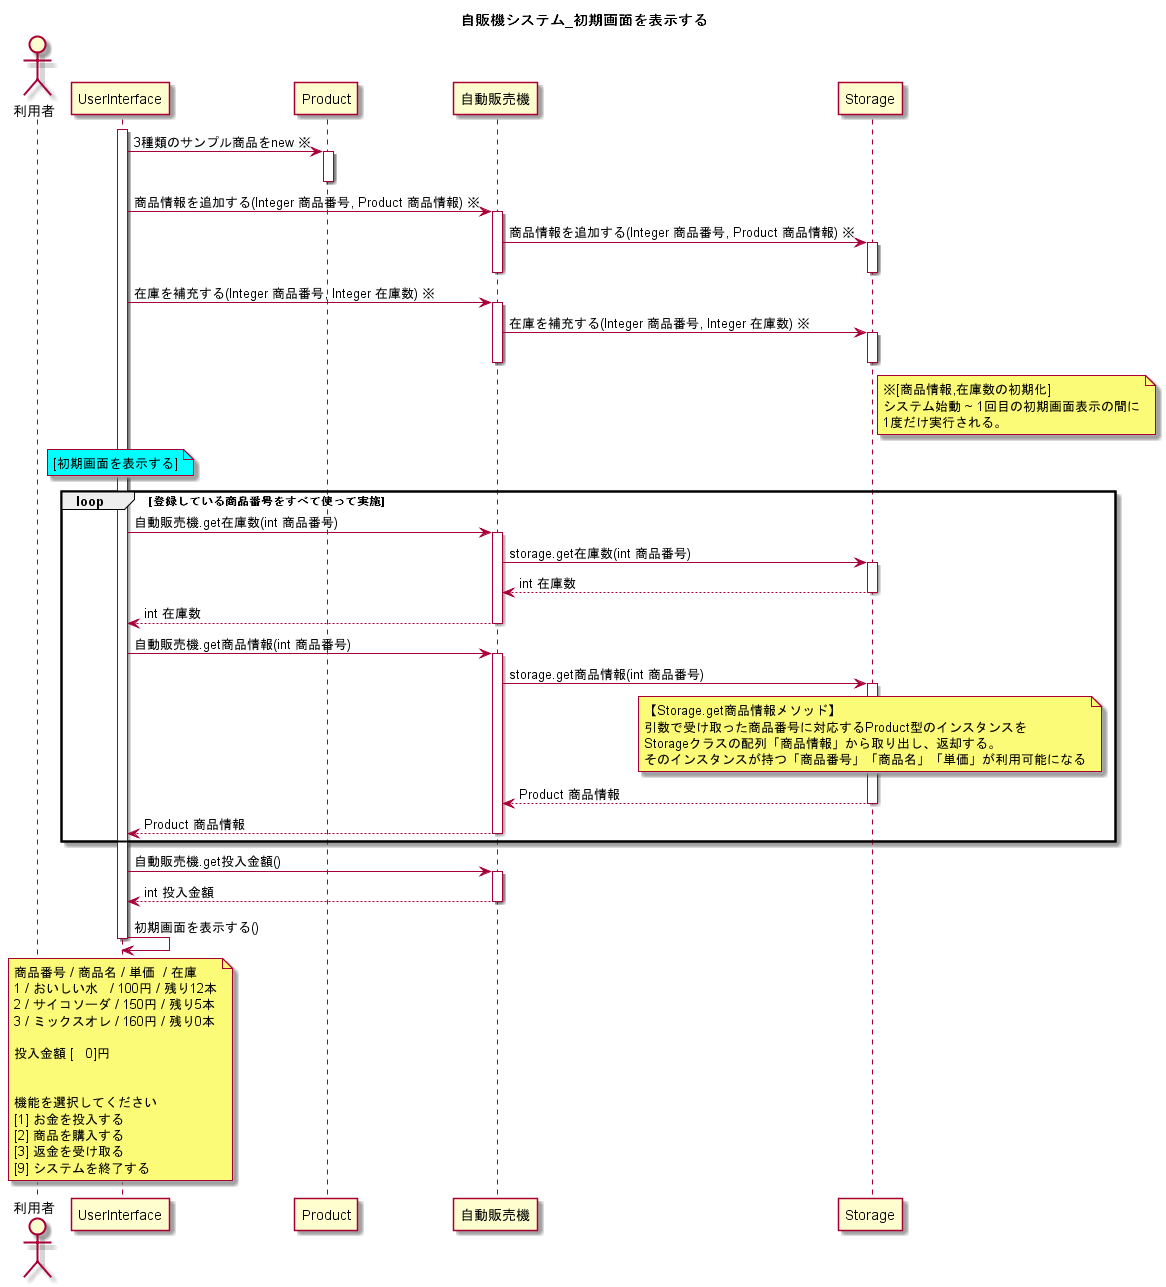 自販機システム_初期画面を表示する
利用者
UserInterface
Product
自動販売機
Storage
3種類のサンプル商品をnew ※
商品情報を追加する(Integer 商品番号, Product 商品情報) ※
商品情報を追加する(Integer 商品番号, Product 商品情報) ※
在庫を補充する(Integer 商品番号, Integer 在庫数) ※
在庫を補充する(Integer 商品番号, Integer 在庫数) ※
※[商品情報,在庫数の初期化]
システム始動 ~ 1回目の初期画面表示の間に
1度だけ実行される。
[初期画面を表示する]
loop
[登録している商品番号をすべて使って実施]
自動販売機.get在庫数(int 商品番号)
storage.get在庫数(int 商品番号)
int 在庫数
int 在庫数
自動販売機.get商品情報(int 商品番号)
storage.get商品情報(int 商品番号)
【Storage.get商品情報メソッド】
引数で受け取った商品番号に対応するProduct型のインスタンスを
Storageクラスの配列「商品情報」から取り出し、返却する。
そのインスタンスが持つ「商品番号」「商品名」「単価」が利用可能になる
Product 商品情報
Product 商品情報
自動販売機.get投入金額()
int 投入金額
初期画面を表示する()
商品番号 / 商品名 / 単価 / 在庫
1 / おいしい水 / 100円 / 残り12本
2 / サイコソーダ / 150円 / 残り5本
3 / ミックスオレ / 160円 / 残り0本
投入金額 [ 0]円
機能を選択してください
[1] お金を投入する
[2] 商品を購入する
[3] 返金を受け取る
[9] システムを終了する
利用者
UserInterface
Product
自動販売機
Storage